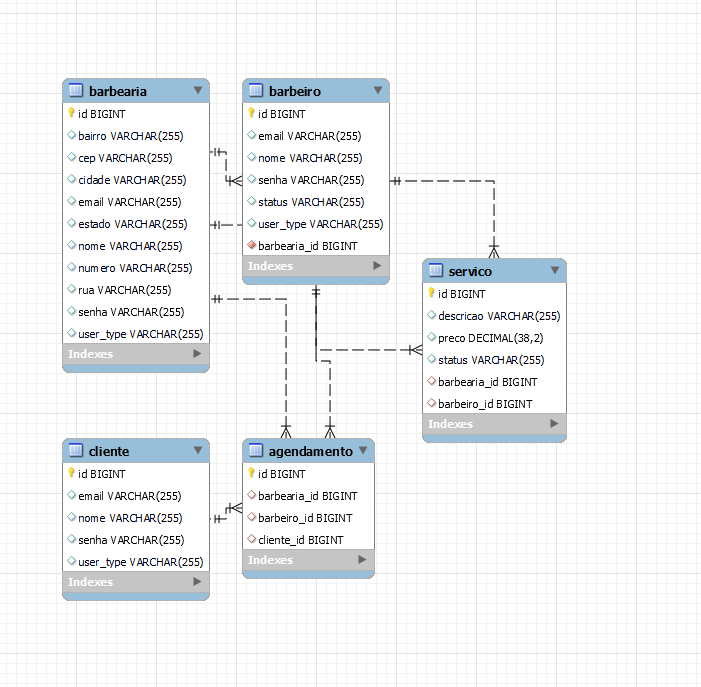 barbearia
id BIGINT
bairro VARCHAR(255)
cep VARCHAR(255)
cidade VARCHAR(255)
email VARCHAR(255)
estado VARCHAR(255)
nome VARCHAR(255)
numero VARCHAR(255)
rua VARCHAR(255)
senha VARCHAR(255)
user_type VARCHAR(255)
Indexes
barbeiro
id BIGINT
email VARCHAR(255)
nome VARCHAR(255)
senha VARCHAR(255)
status VARCHAR(255)
user_type VARCHAR(255)
barbearia_id BIGINT
Indexes
servico
id BIGINT
descricao VARCHAR(255)
preco DECIMAL(38,2)
status VARCHAR(255)
barbearia_id BIGINT
barbeiro_id BIGINT
Indexes
cliente
id BIGINT
email VARCHAR(255)
nome VARCHAR(255)
senha VARCHAR(255)
user_type VARCHAR(255)
Indexes
agendamento
id BIGINT
barbearia_id BIGINT
barbeiro_id BIGINT
cliente_id BIGINT
Indexes